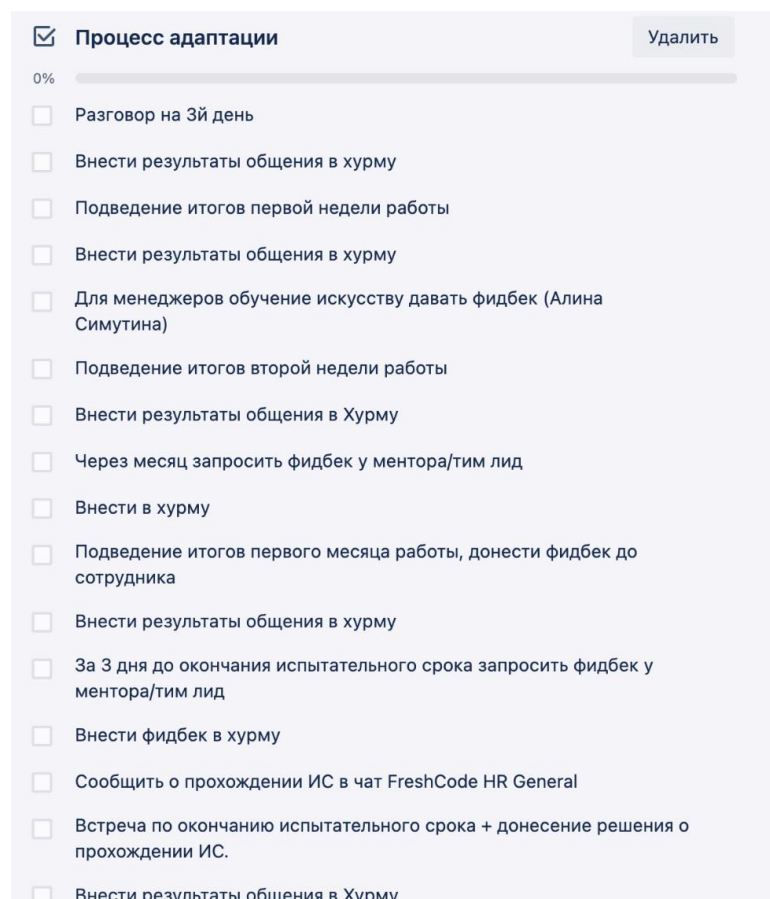 Процесс адаптации
Удалить
0%
Разговор на 3й день
Внести результаты общения в хурму
Подведение итогов первой недели работы
Внести результаты общения в хурму
Для менеджеров обучение искусству давать фидбек (Алина
Симутина)
Подведение итогов второй недели работы
Внести результаты общения в Хурму
Через месяц запросить фидбек у ментора/тим лид
Внести в хурму
Подведение итогов первого месяца работы, донести фидбек до
сотрудника
Внести результаты общения в хурму
За 3 дня до окончания испытательного срока запросить фидбек у
ментора/тим лид
Внести фидбек в хурму
Сообщить о прохождении ИС в чат FreshCode HR General
Встреча по окончанию испытательного срока + донесение решения о
прохождении ИС.
Внести результаты общения в Хурму